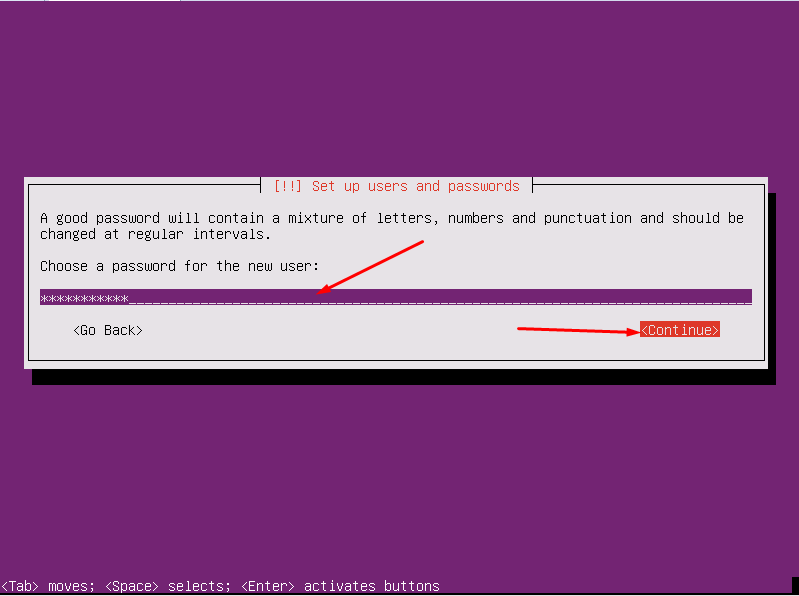 [!!] Set up users and passwords
A good password will contain a mixture of letters, numbers and punctuation and should be
changed at regular intervals.
Choose a password for the new user:
***********
<Go Back> <Continue>
<Tab> moves; <Space> selects; <Enter> activates buttons